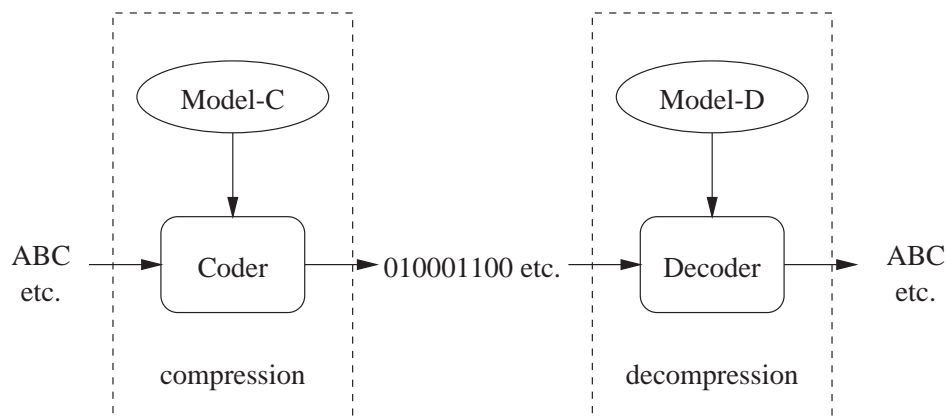 Model-C
Model-D
ABC
etc.
Coder
010001100 etc.
Decoder
ABC
etc.
compression
decompression